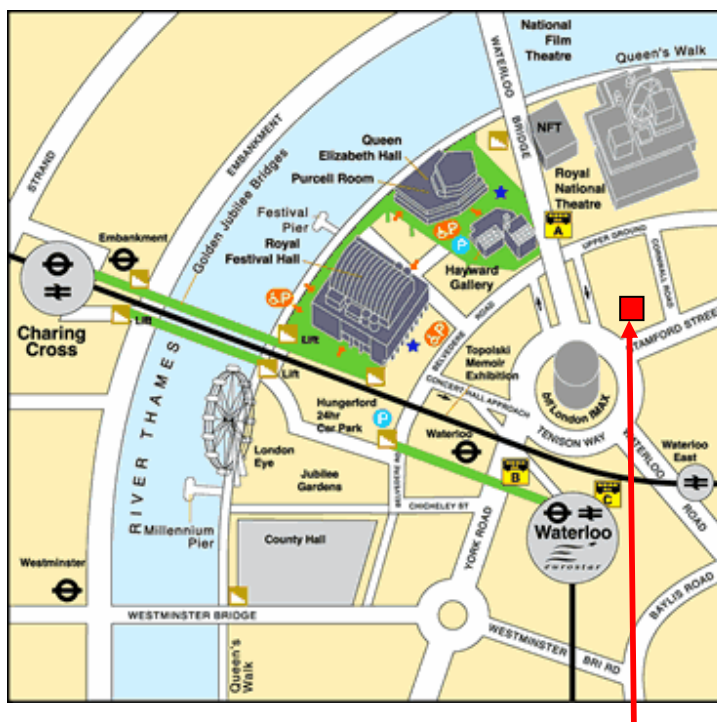 National
Film
Theatre
Queen's Walk
WATERLOO
BRIDGE
NFT
Royal
National
Theatre
Queen
Elizabeth Hall
Purcell Room
EMBANKMENT
STRAND
Golden Jubilee Bridges
Festival
Pier
Royal
Festival Hall
P
P
A
UPPER GROUND
CORNWALL ROAD
Hayward
Gallery
Embankment
Charing
Cross
Lift
Lift
Lift
P
BELVEDERE
ROAD
STAMFORD STREET
Topolski
Memoir
Exhibition
CONCERT HALL APPROACH
bfi London IMAX
TENISON WAY
RIVER THAMES
Hungerford
24hr
Car Park
P
Waterloo
WATERLOO
ROAD
Waterloo
East
London
Eye
Jubilee
Gardens
BELVEDERE RD
B
C
CHICHELEY ST
Millennium
Pier
County Hall
YORK ROAD
Waterloo
eurostar
Westminster
WESTMINSTER BRIDGE
WESTMINSTER BRI RD
BAYLIS ROAD
Queen's
Walk